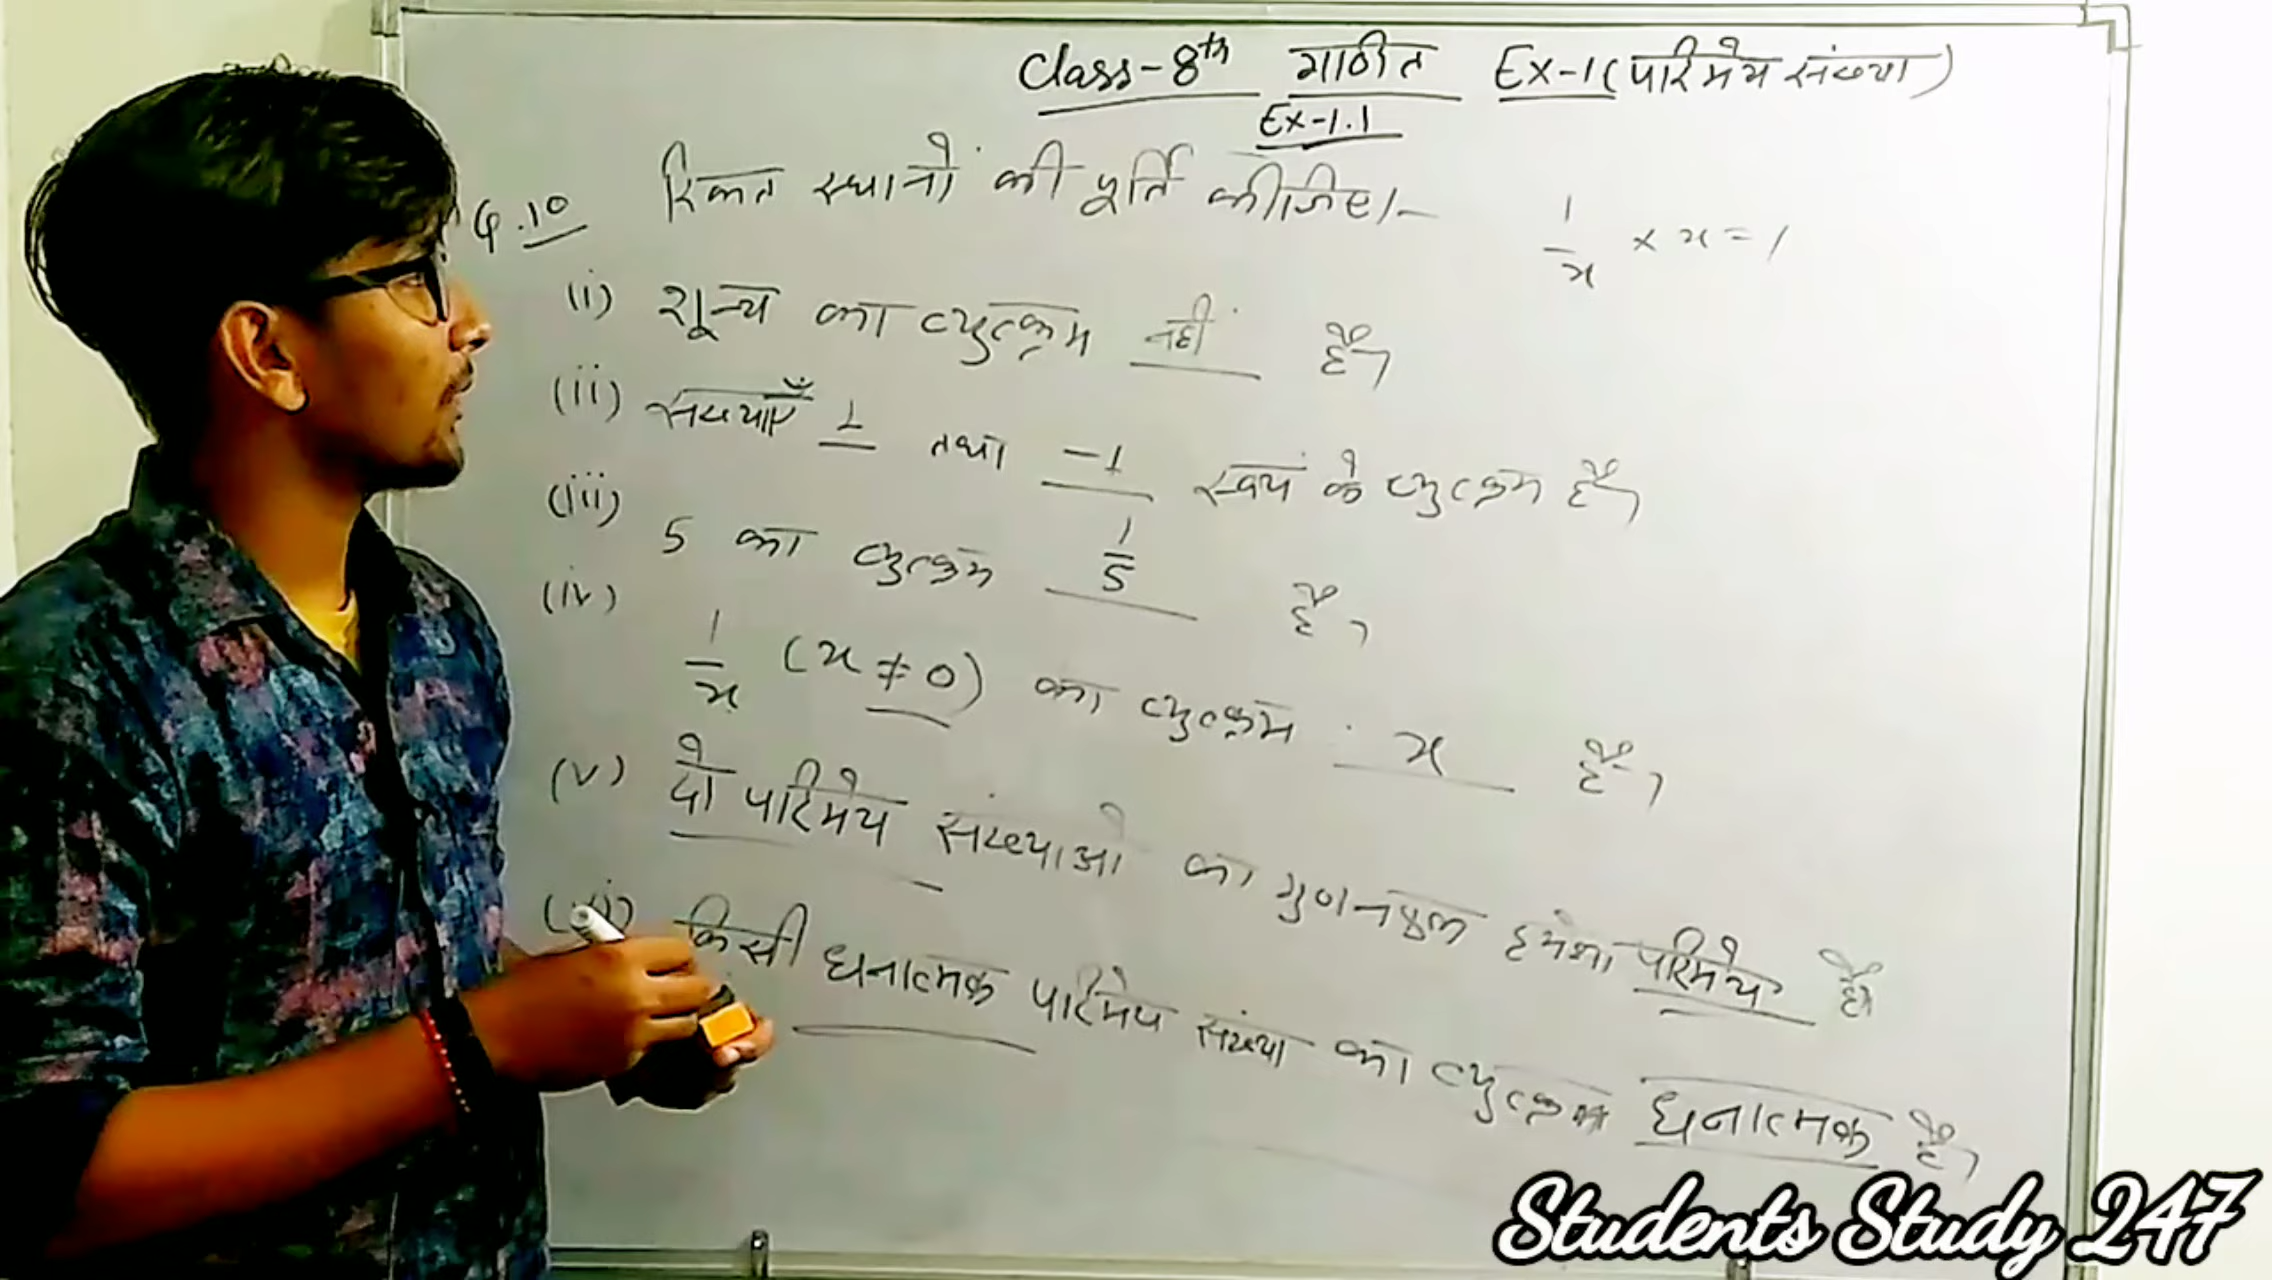 Class-8th गणित Ex-1(परिमेय संख्या)
Ex-1.1
Q.10 रिक्त स्थानों की पूर्ति कीजिए।-
1/x × x = 1
(i) शून्य का व्युत्क्रम नहीं है।
(ii) संख्याएँ 1 तथा -1 स्वयं के व्युत्क्रम हैं।
(iii) 5 का व्युत्क्रम 1/5 है।
(iv) 1/x (x ≠ 0) का व्युत्क्रम x है।
(v) दो परिमेय संख्याओं का गुणनफल हमेशा परिमेय है।
(vi) किसी धनात्मक परिमेय संख्या का व्युत्क्रम धनात्मक है।
Students Study 247